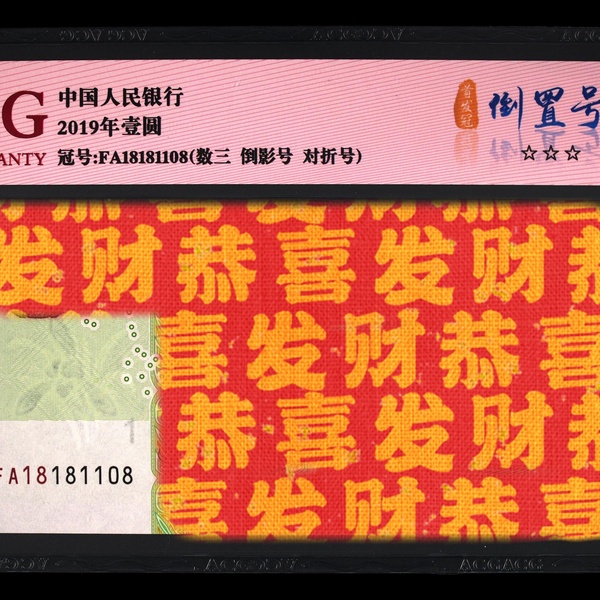 G
中国人民银行
2019年壹圆
ANTY 冠号:FA18181108(数三 倒影号 对折号)
首发冠
倒置号
☆☆☆
发财恭喜发财
喜发财恭喜
恭喜发财恭
喜发财恭喜
1
FA18181108